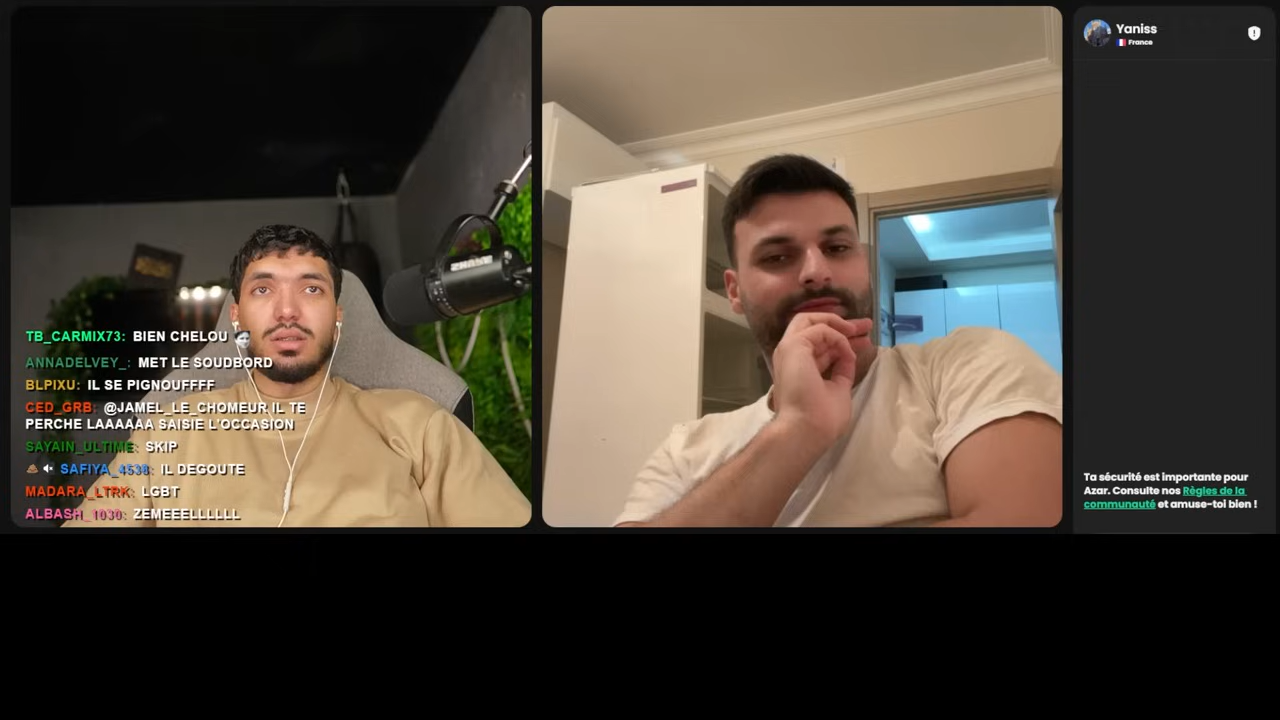 Yaniss
France
TB_CARMIX73: BIEN CHELOU
ANNADELVEY_: MET LE SOUDBORD
BLPIXU: IL SE PIGNOUFFFF
CED_GRB: @JAMEL_LE_CHOMEUR IL TE
PERCHE LAAAAAA SAISIE L'OCCASION
SAYAIN_ULTIME: SKIP
SAFIYA_4538: IL DEGOUTE
MADARA_LTRK: LGBT
ALBASH_1030: ZEMEEELLLLLL
Ta sécurité est importante pour
Azar. Consulte nos Règles de la
communauté et amuse-toi bien !